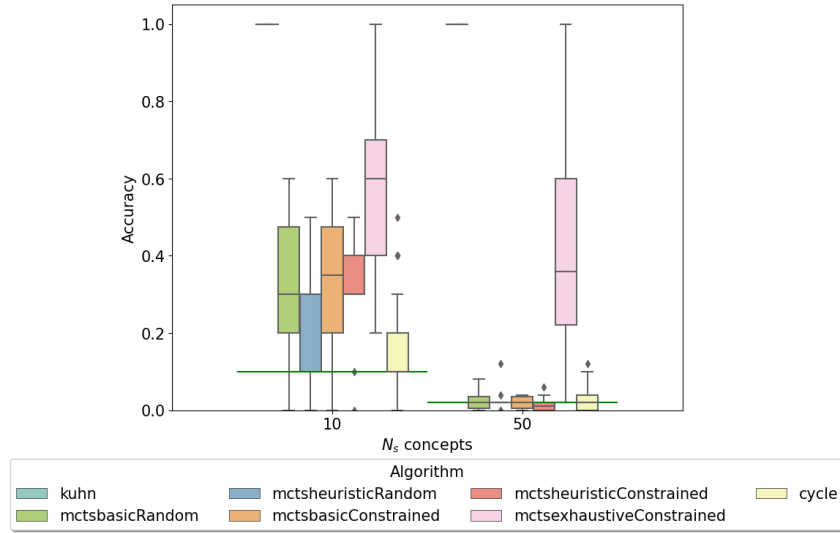 1.0
0.8
0.6
0.4
0.2
0.0
Accuracy
10 50
N_s concepts
Algorithm
kuhn mctsheuristicRandom mctsheuristicConstrained cycle
mctsbasicRandom mctsbasicConstrained mctsexhaustiveConstrained